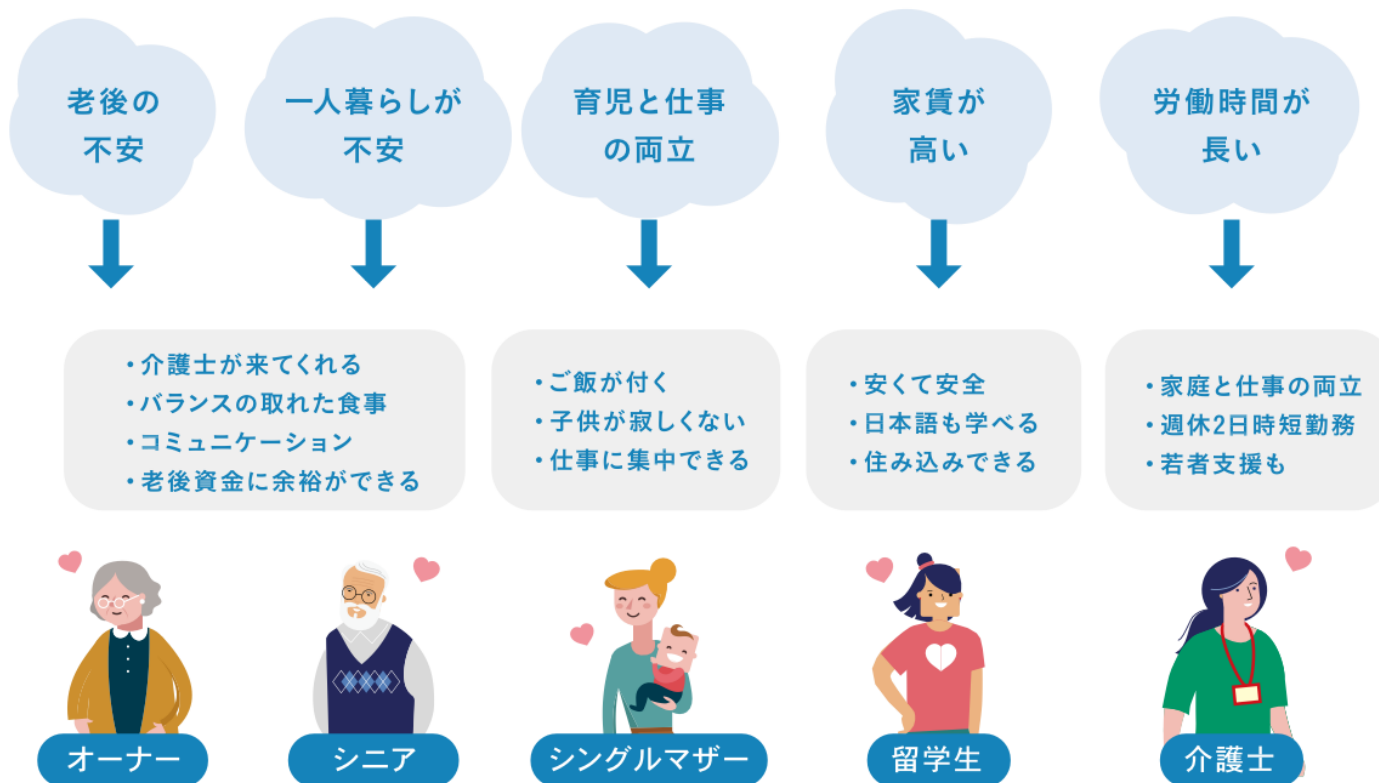 老後の
不安
一人暮らしが
不安
育児と仕事
の両立
家賃が
高い
労働時間が
長い
・介護士が来てくれる
・バランスの取れた食事
・コミュニケーション
・老後資金に余裕ができる
・ご飯が付く
・子供が寂しくない
・仕事に集中できる
・安くて安全
・日本語も学べる
・住み込みできる
・家庭と仕事の両立
・週休2日時短勤務
・若者支援も
オーナー
シニア
シングルマザー
留学生
介護士